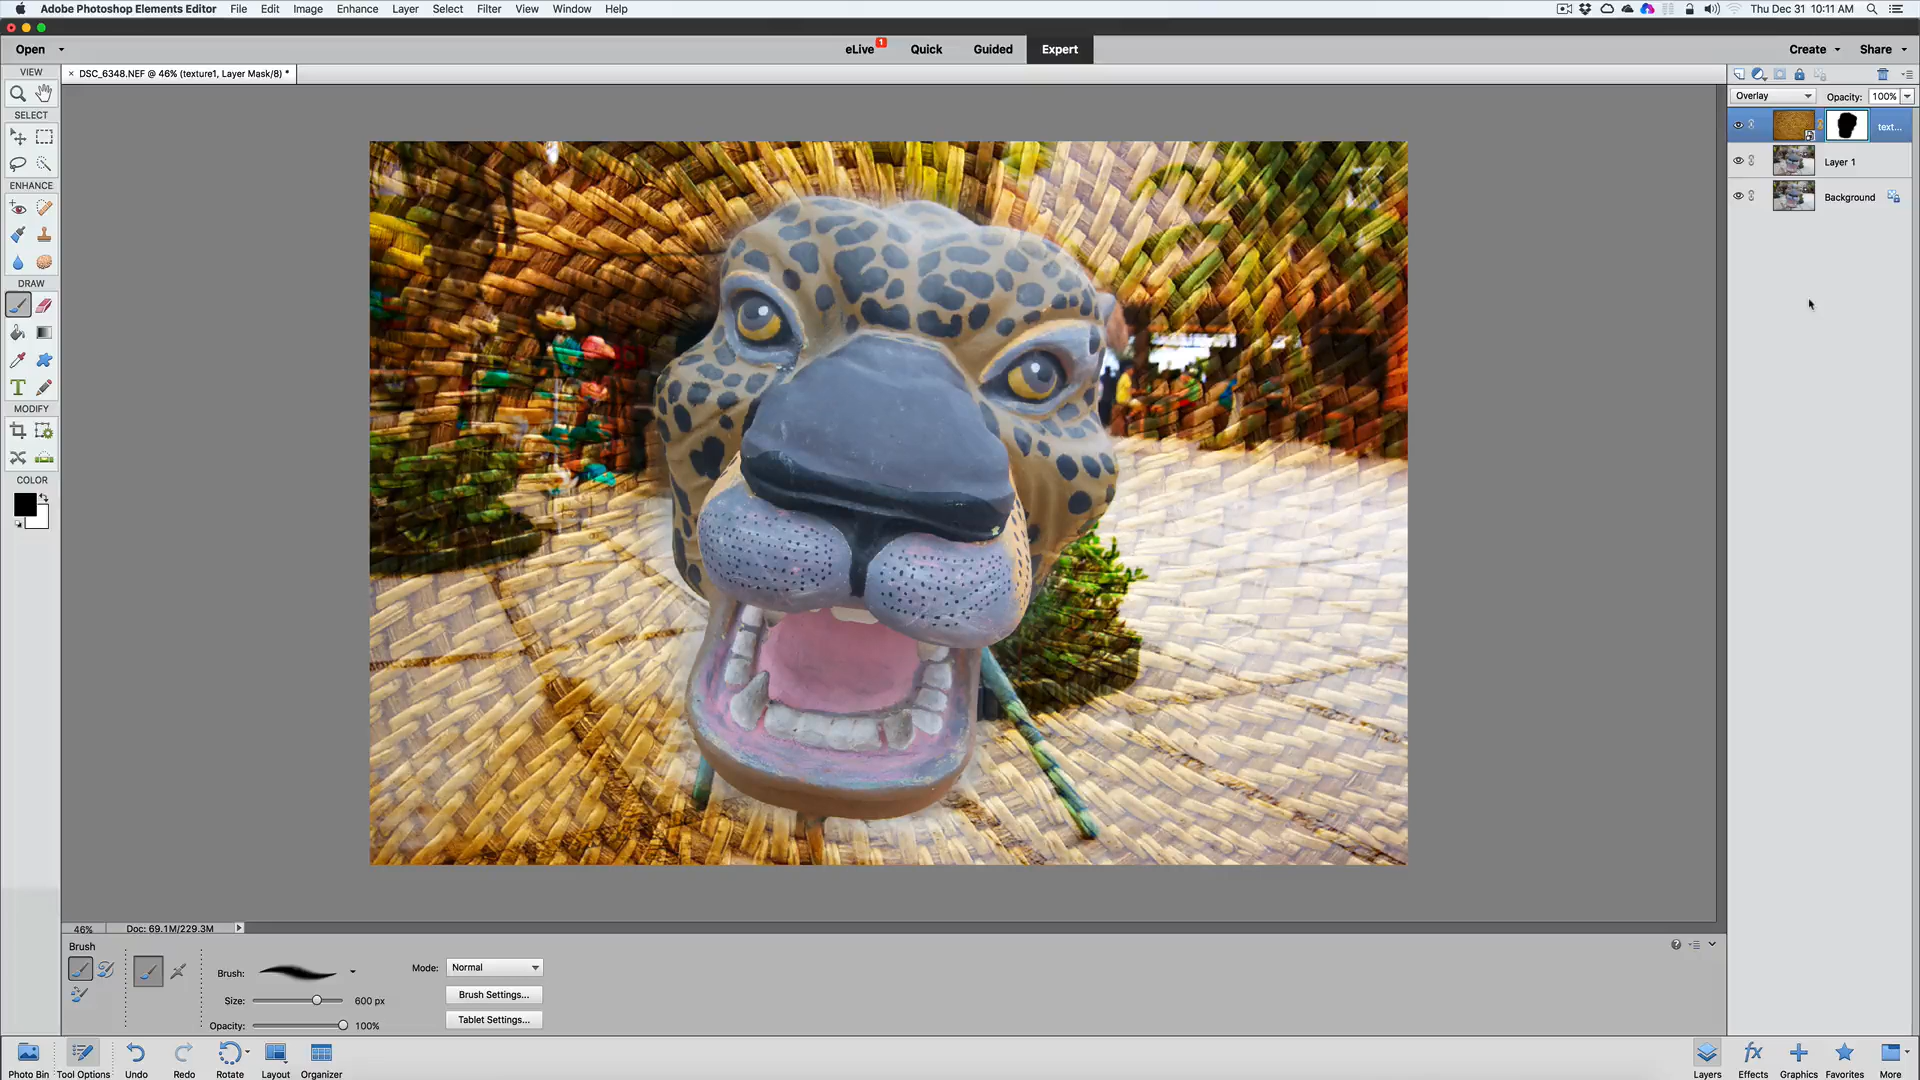 Adobe Photoshop Elements Editor File Edit Image Enhance Layer Select Filter View Window Help Thu Dec 31 10:11 AM
Open eLive 1 Quick Guided Expert Create Share
VIEW × DSC_6348.NEF @ 46% (texture1, Layer Mask/8) *
Overlay Opacity: 100%
SELECT
text...
Layer 1
ENHANCE
Background
DRAW
T
MODIFY
COLOR
46% Doc: 69.1M/229.3M
Brush
Brush: Mode: Normal
Size: 600 px Brush Settings...
Opacity: 100% Tablet Settings...
fx
Photo Bin Tool Options Undo Redo Rotate Layout Organizer Layers Effects Graphics Favorites More